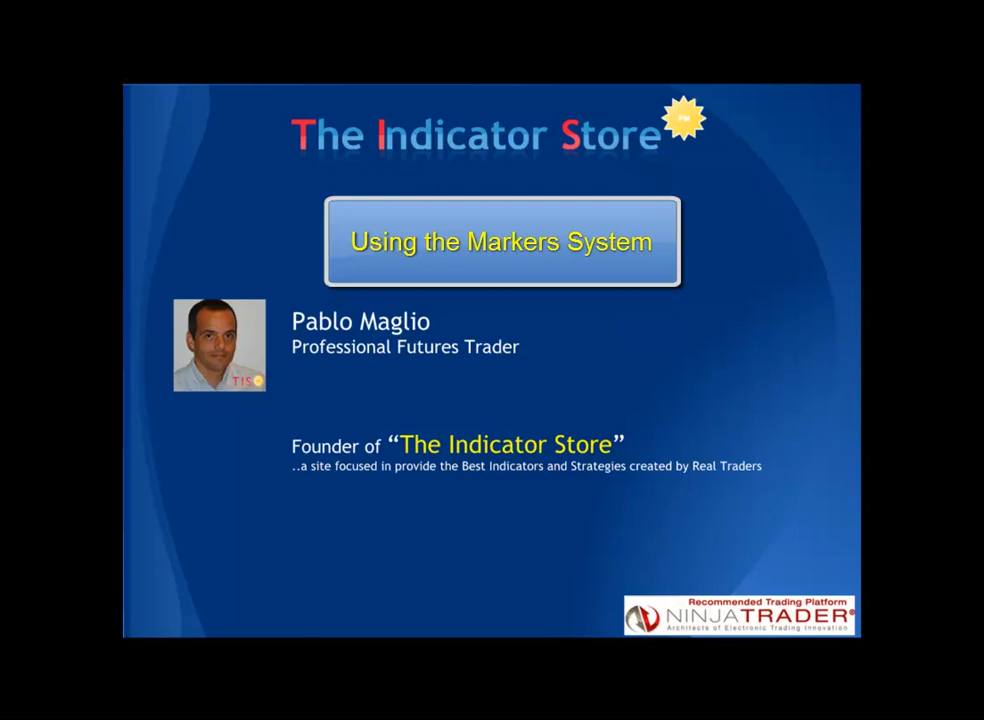 The Indicator Store
PM
Using the Markers System
Pablo Maglio
Professional Futures Trader
TIS
Founder of “The Indicator Store”
..a site focused in provide the Best Indicators and Strategies created by Real Traders
Recommended Trading Platform
NINJATRADER®
Architects of Electronic Trading Innovation